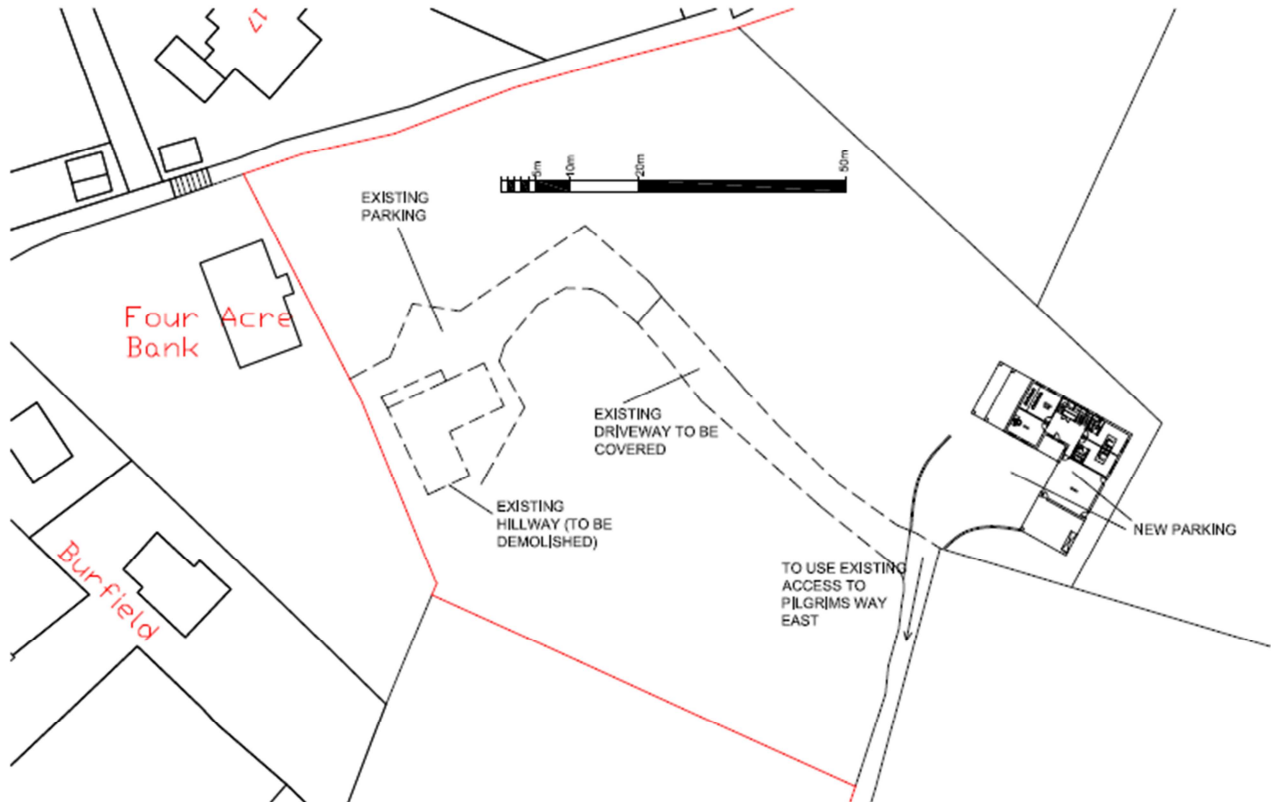 17
5m
10m
20m
50m
EXISTING
PARKING
Four Acre
Bank
EXISTING
DRIVEWAY TO BE
COVERED
EXISTING
HILLWAY (TO BE
DEMOLISHED)
NEW PARKING
Burfield
TO USE EXISTING
ACCESS TO
PILGRIMS WAY
EAST